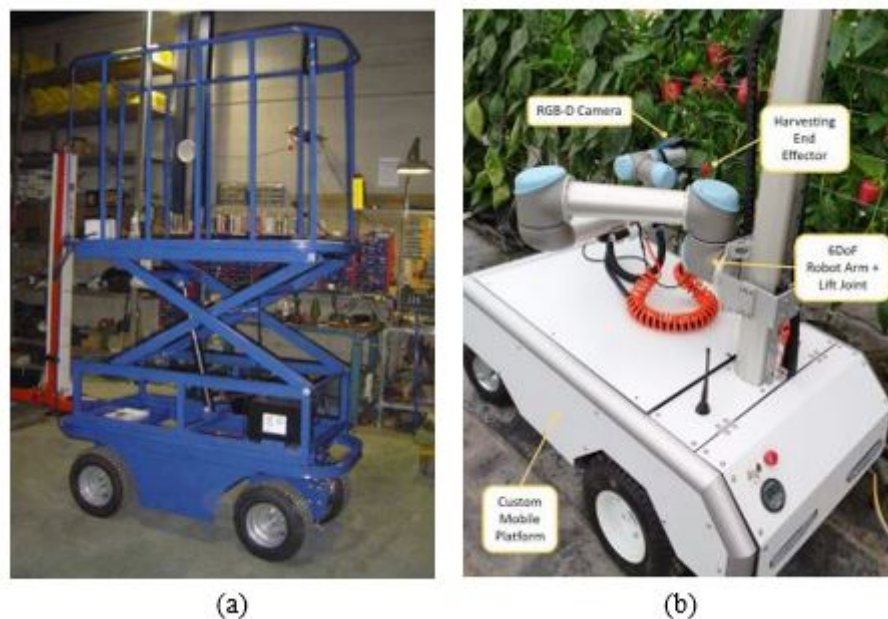 RGB-D Camera
Harvesting
End
Effector
6DoF
Robot Arm +
Lift Joint
Custom
Mobile
Platform
(a)
(b)